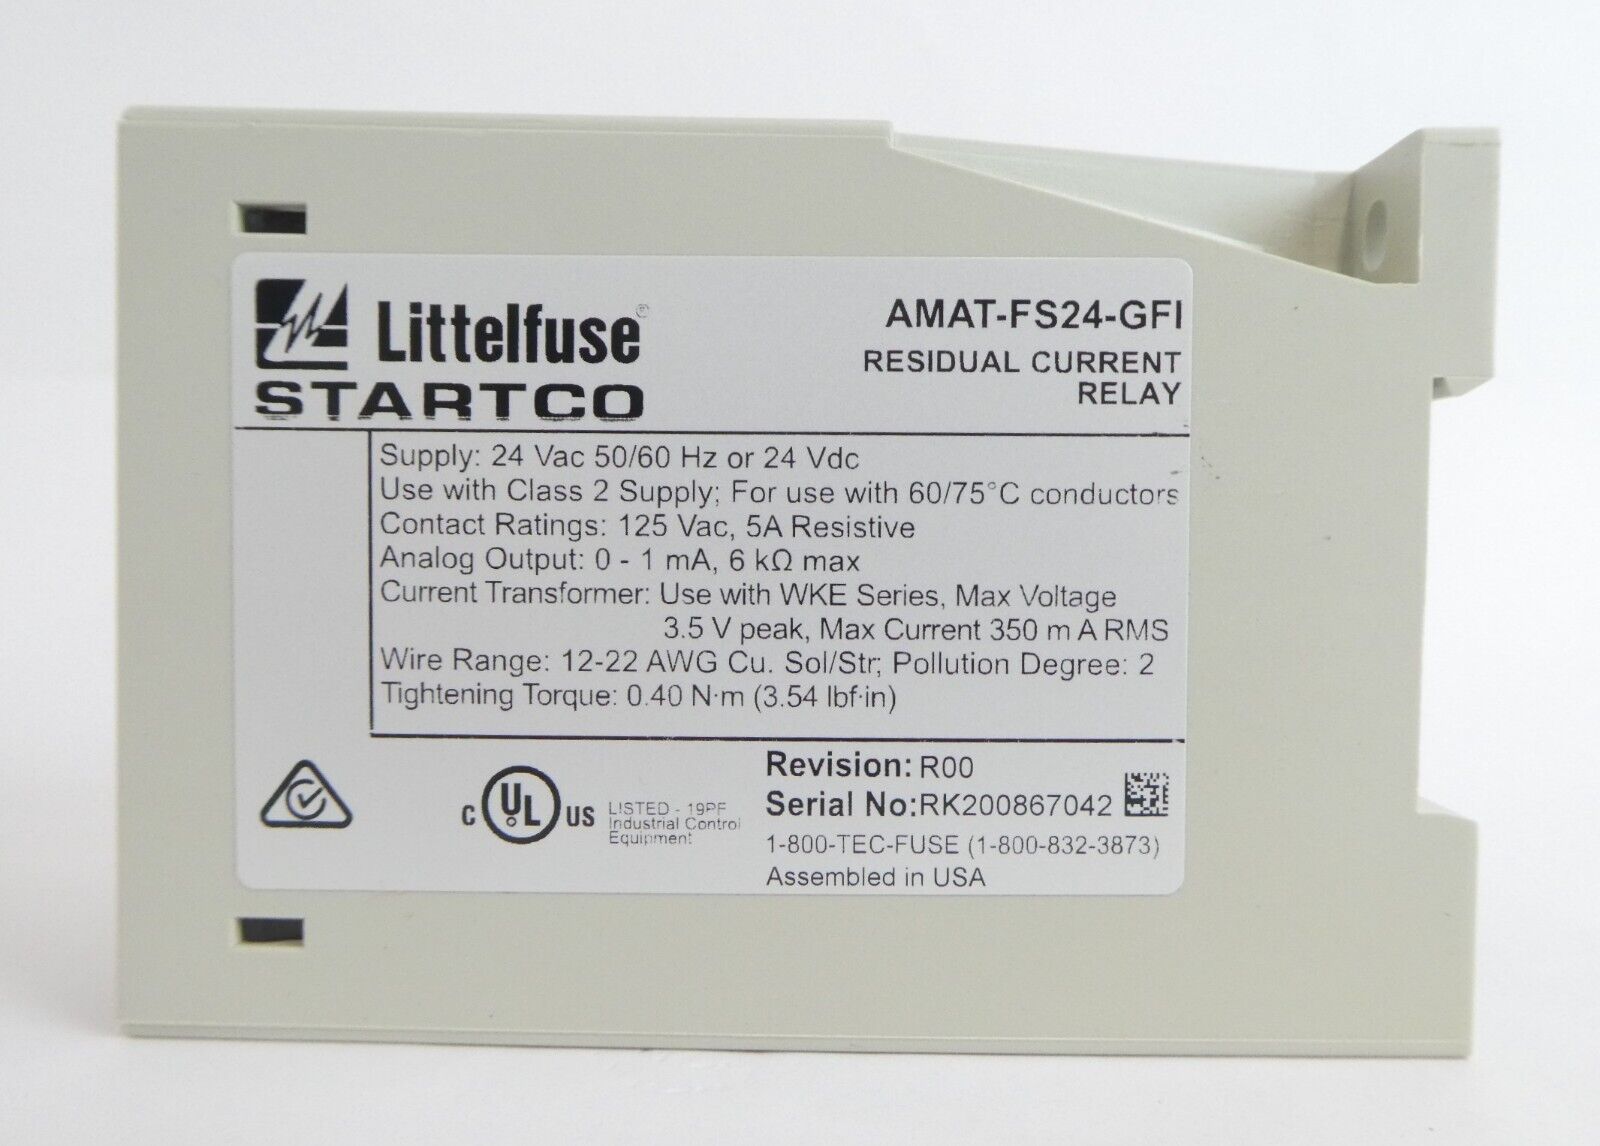 Littelfuse®
STARTCO
AMAT-FS24-GFI
RESIDUAL CURRENT
RELAY
Supply: 24 Vac 50/60 Hz or 24 Vdc
Use with Class 2 Supply; For use with 60/75°C conductors
Contact Ratings: 125 Vac, 5A Resistive
Analog Output: 0 - 1 mA, 6 kΩ max
Current Transformer: Use with WKE Series, Max Voltage
3.5 V peak, Max Current 350 m A RMS
Wire Range: 12-22 AWG Cu. Sol/Str; Pollution Degree: 2
Tightening Torque: 0.40 N·m (3.54 lbf·in)
C UL US
LISTED - 19PF
Industrial Control
Equipment
Revision: R00
Serial No:RK200867042
1-800-TEC-FUSE (1-800-832-3873)
Assembled in USA